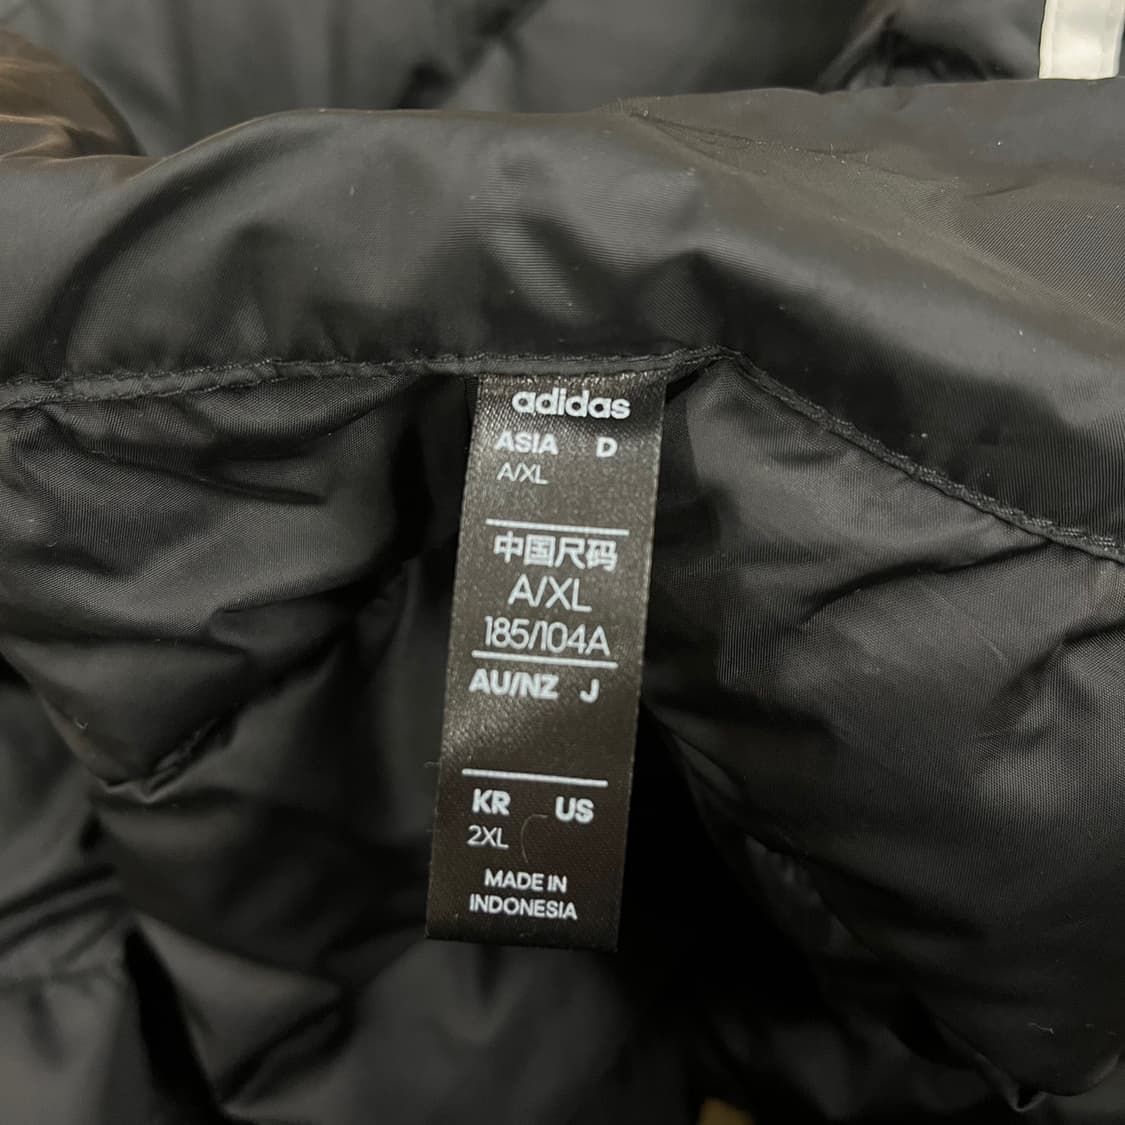 adidas
ASIA D
A/XL
中国尺码
A/XL
185/104A
AU/NZ J
KR US
2XL
MADE IN
INDONESIA